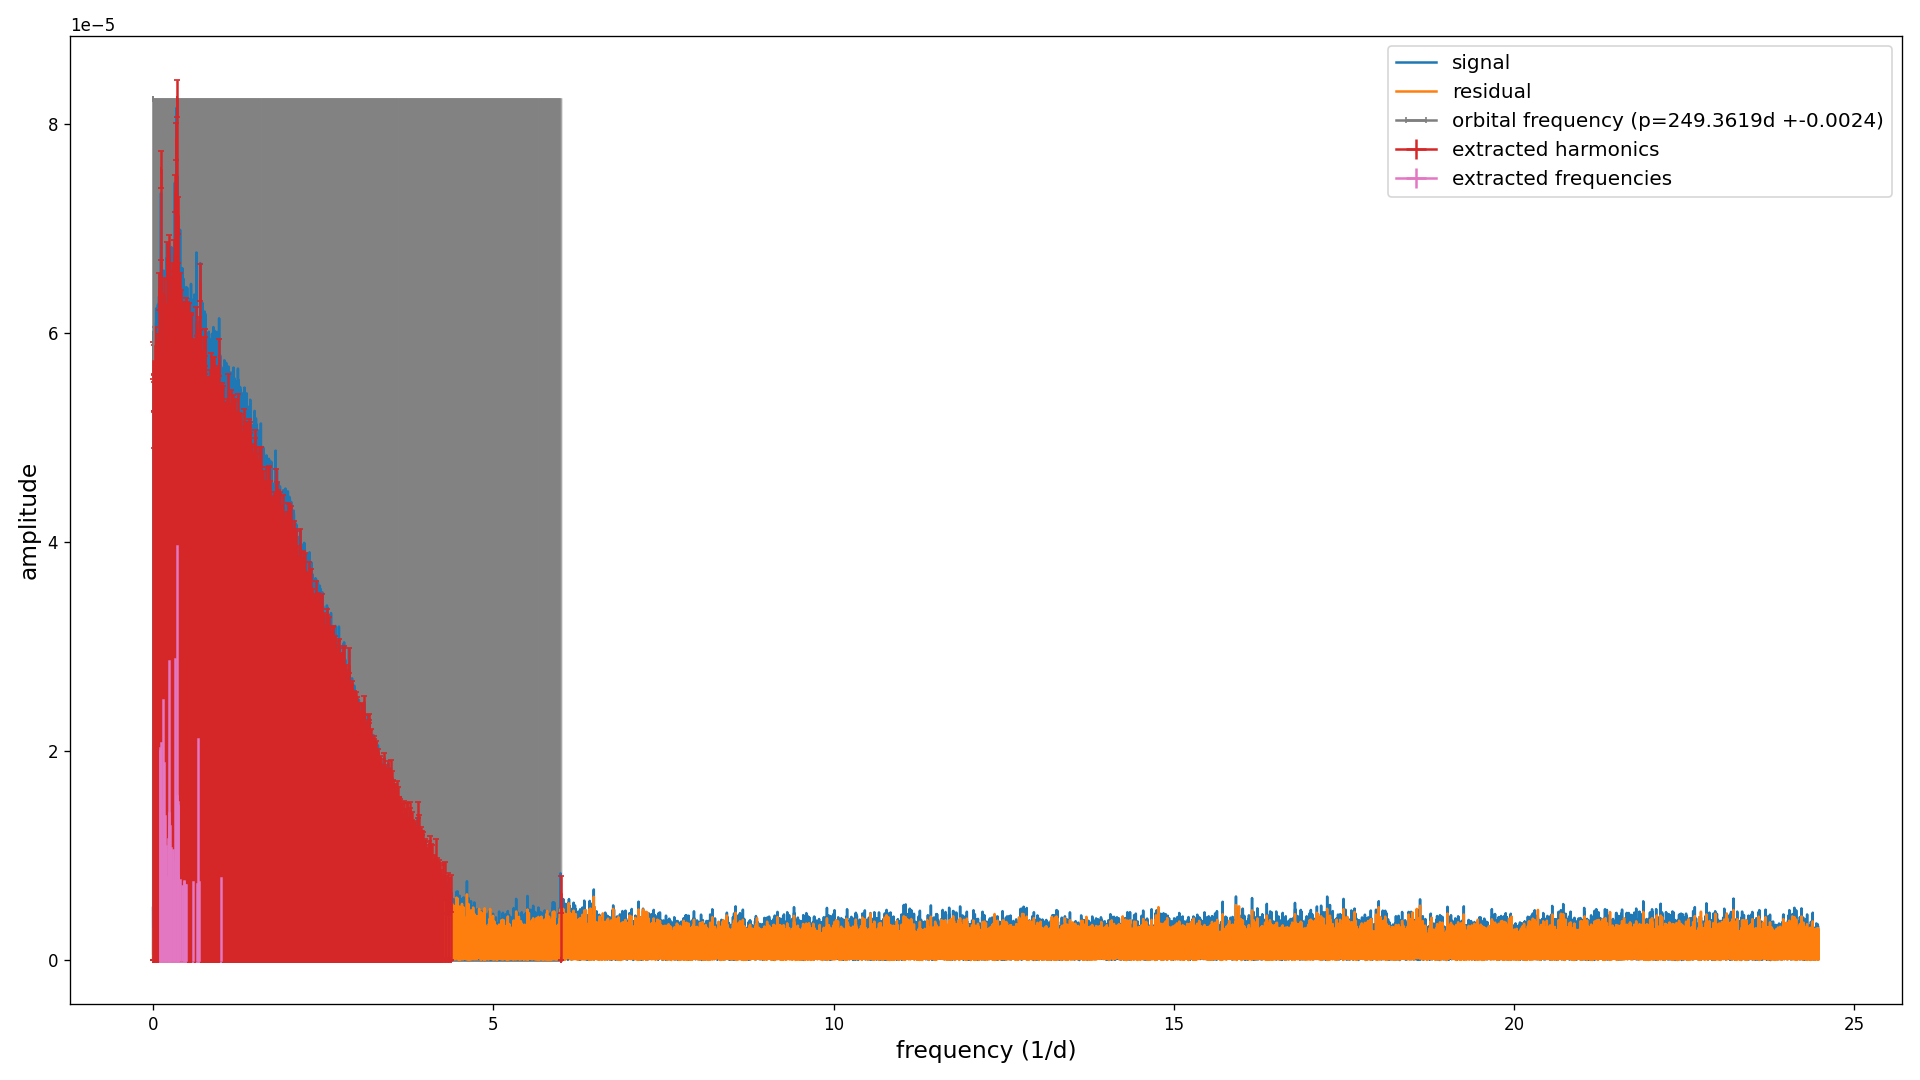 1e−5
signal
residual
orbital frequency (p=249.3619d +-0.0024)
extracted harmonics
extracted frequencies
8
6
4
2
0
amplitude
0 5 10 15 20 25
frequency (1/d)